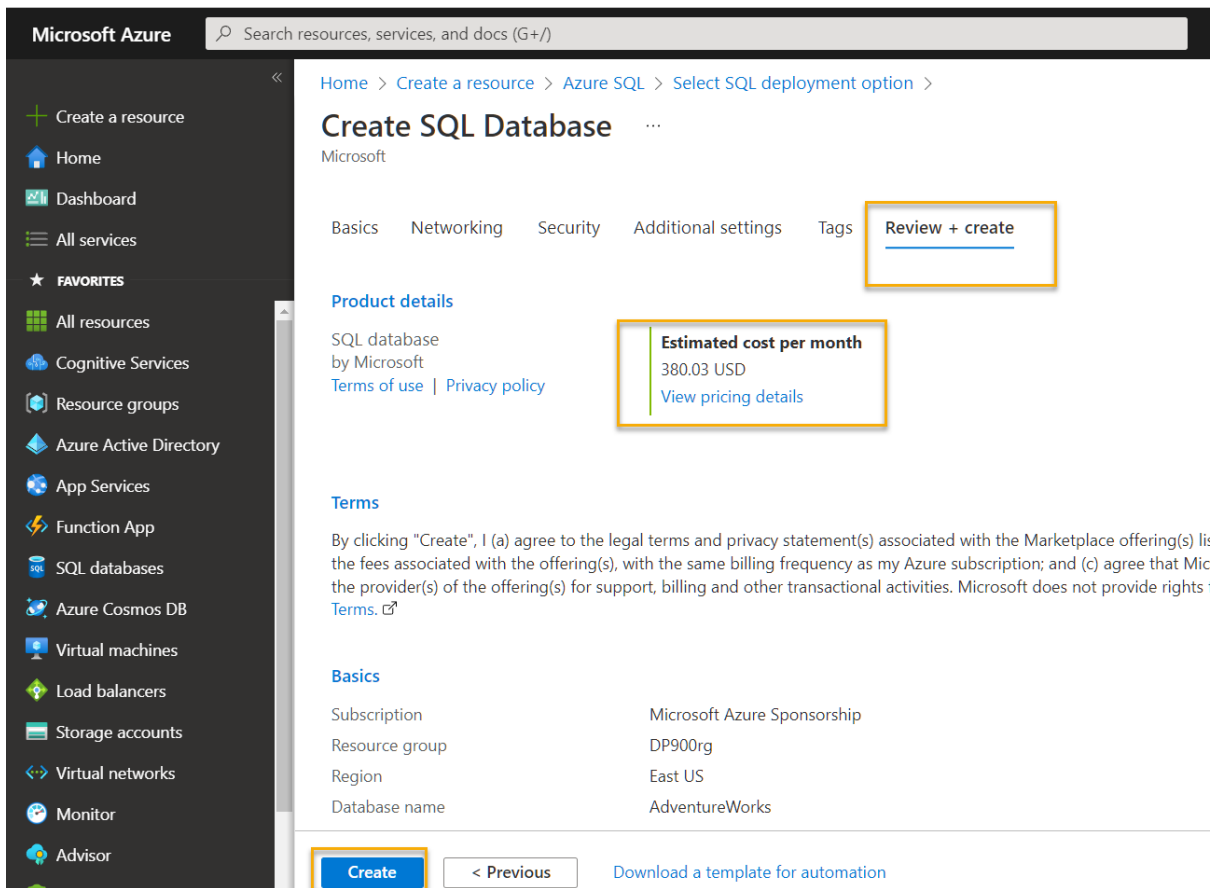 Microsoft Azure
Search resources, services, and docs (G+/)
«
Create a resource
Home
Dashboard
All services
FAVORITES
All resources
Cognitive Services
Resource groups
Azure Active Directory
App Services
Function App
SQL databases
Azure Cosmos DB
Virtual machines
Load balancers
Storage accounts
Virtual networks
Monitor
Advisor
Home > Create a resource > Azure SQL > Select SQL deployment option >
Create SQL Database ...
Microsoft
Basics Networking Security Additional settings Tags Review + create
Product details
SQL database
by Microsoft
Terms of use | Privacy policy
Estimated cost per month
380.03 USD
View pricing details
Terms
By clicking "Create", I (a) agree to the legal terms and privacy statement(s) associated with the Marketplace offering(s)
the fees associated with the offering(s), with the same billing frequency as my Azure subscription; and (c) agree that
the provider(s) of the offering(s) for support, billing and other transactional activities. Microsoft does not provide rights
Terms.
Basics
Subscription Microsoft Azure Sponsorship
Resource group DP900rg
Region East US
Database name AdventureWorks
Create < Previous Download a template for automation